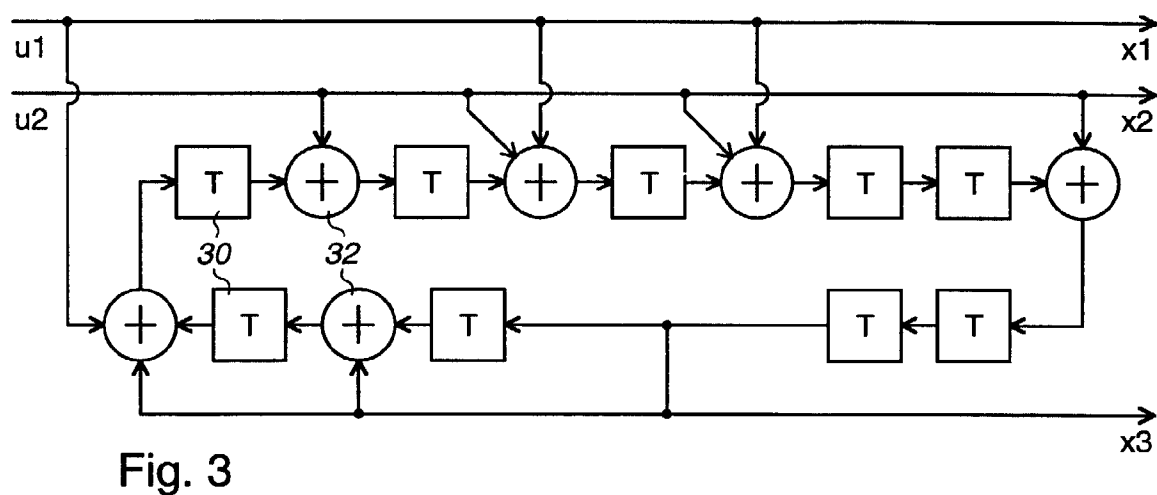 u1 x1
u2 x2
T + T + T + T T +
30 32
+ T + T T T
x3
Fig. 3